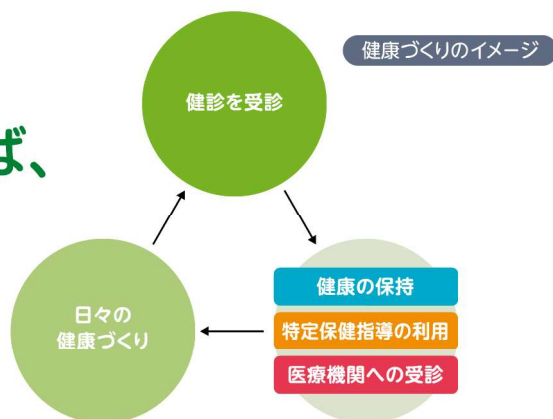 健康づくりのイメージ
健診を受診
ば、
日々の
健康づくり
健康の保持
特定保健指導の利用
医療機関への受診